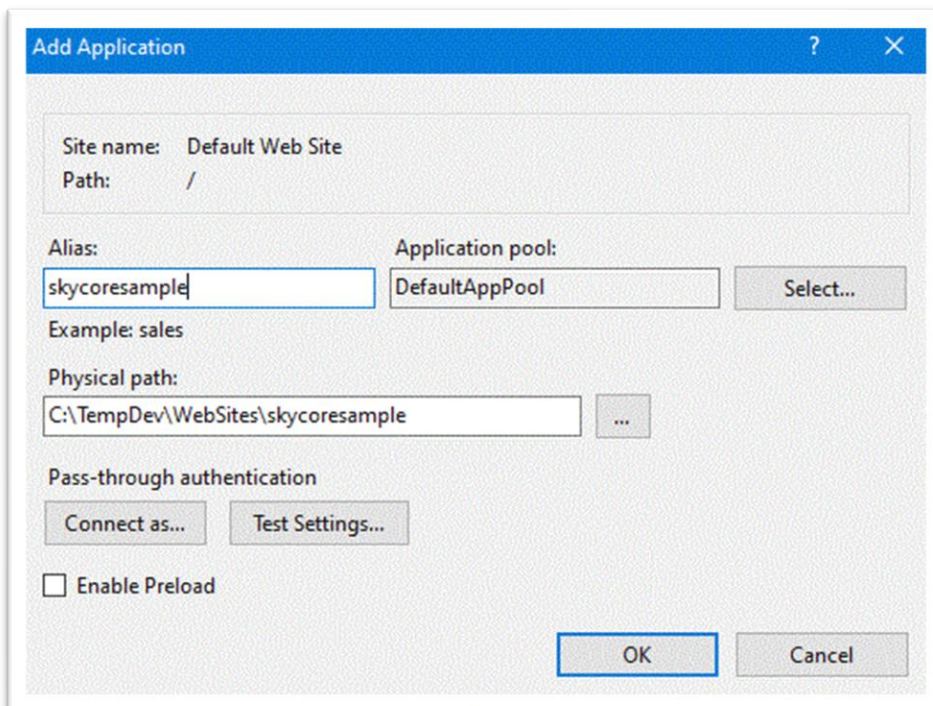 Add Application ?
Site name: Default Web Site
Path: /
Alias: Application pool:
skycoresample DefaultAppPool Select...
Example: sales
Physical path:
C:\TempDev\WebSites\skycoresample ...
Pass-through authentication
Connect as... Test Settings...
Enable Preload
OK Cancel